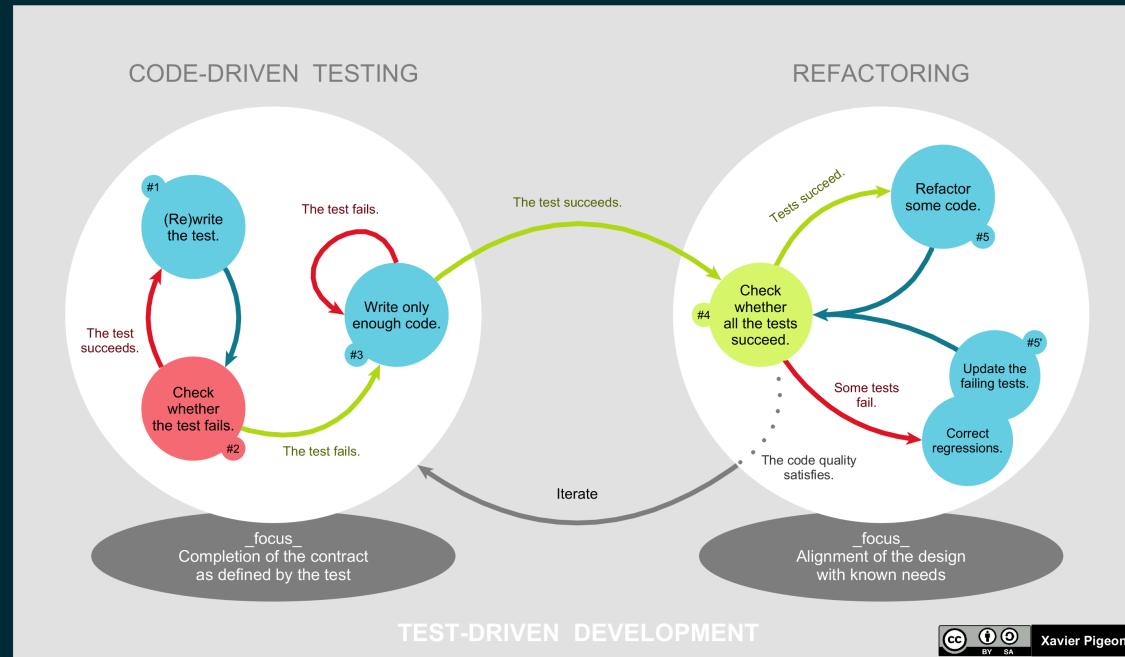 CODE-DRIVEN TESTING
REFACTORING
#1
(Re)write
the test.
The test fails.
The test
succeeds.
Check
whether
the test fails.
#2
The test fails.
Write only
enough code.
#3
The test succeeds.
Tests succeed.
Refactor
some code.
#5
Check
whether
all the tests
succeed.
#4
#5'
Update the
failing tests.
Some tests
fail.
Correct
regressions.
The code quality
satisfies.
Iterate
_focus_
Completion of the contract
as defined by the test
_focus_
Alignment of the design
with known needs
TEST-DRIVEN DEVELOPMENT
cc
BY SA
Xavier Pigeon